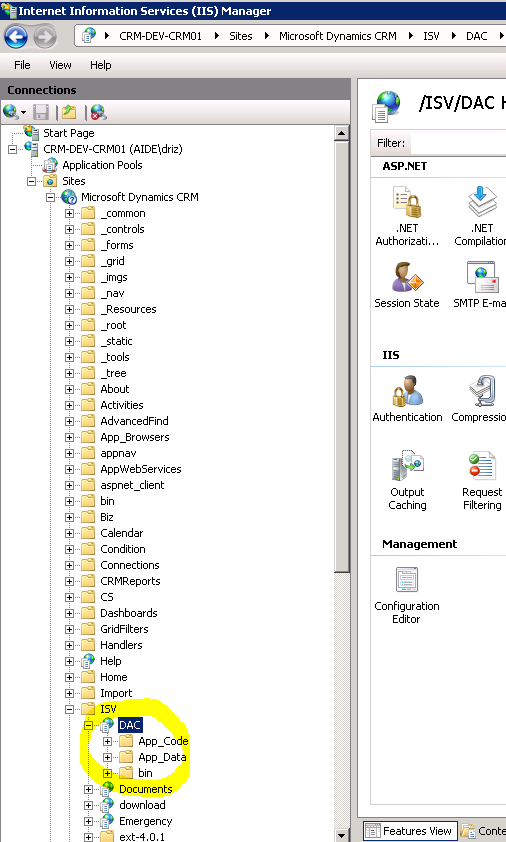 Internet Information Services (IIS) Manager
CRM-DEV-CRM01 Sites Microsoft Dynamics CRM ISV DAC
File View Help
Connections
Start Page
CRM-DEV-CRM01 (AIDE\driz)
Application Pools
Sites
Microsoft Dynamics CRM
_common
_controls
_forms
_grid
_imgs
_nav
_Resources
_root
_static
_tools
_tree
About
Activities
AdvancedFind
App_Browsers
appnav
AppWebServices
aspnet_client
bin
Biz
Calendar
Condition
Connections
CRMReports
CS
Dashboards
GridFilters
Handlers
Help
Home
Import
ISV
DAC
App_Code
App_Data
bin
Documents
download
Emergency
ext-4.0.1
/ISV/DAC H
Filter:
ASP.NET
.NET .NET
Authorizati... Compilation
Session State SMTP E-ma
IIS
Authentication Compressio
Output Request
Caching Filtering
Management
Configuration
Editor
Features View Conte